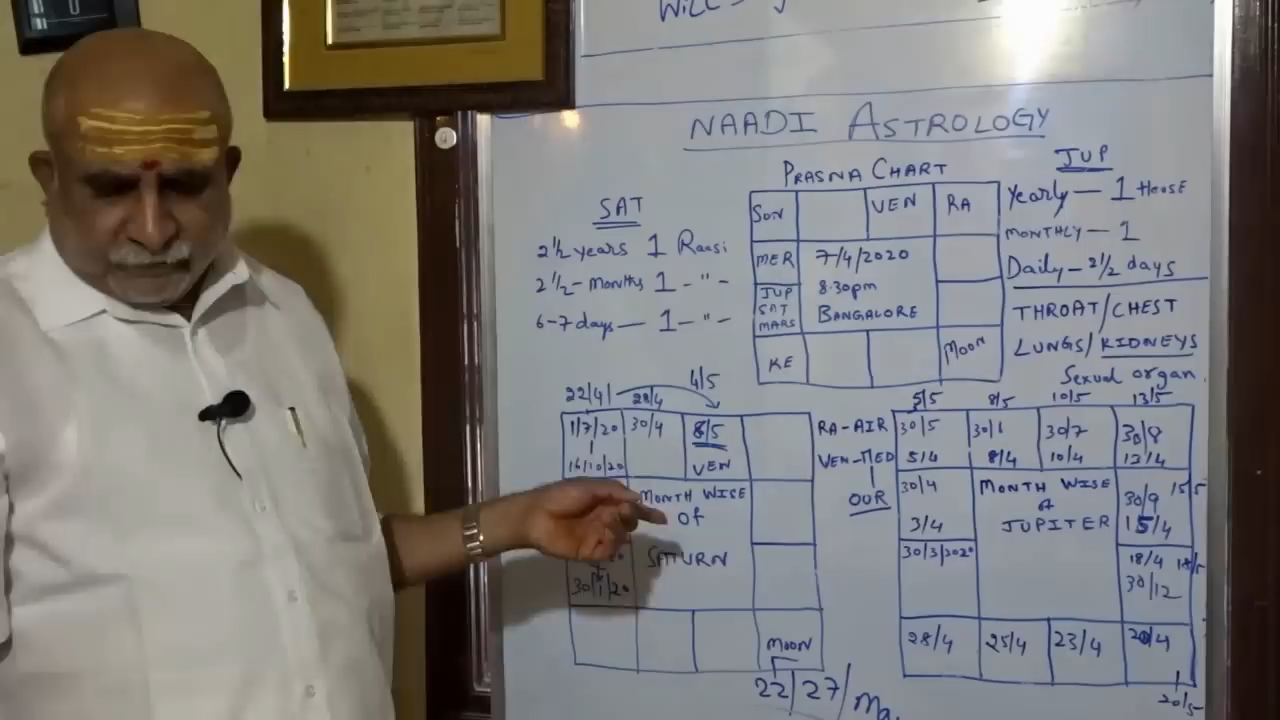 NAADI ASTROLOGY
PRASNA CHART
SUN
VEN
RA
MER
7/4/2020
8.30pm
BANGALORE
JUP
SAT
MARS
KE
MOON
SAT
2½ years 1 Raasi
2½ - months 1 - " -
6-7 days — 1 - " -
JUP
Yearly — 1 HOUSE
MONTHLY — 1
Daily — 2½ days
THROAT/CHEST
LUNGS/KIDNEYS
Sexual organ.
22/4
28/4
4/5
1/7/20
16/10/20
30/4
8/5
VEN
MONTH WISE
OF
SATURN
30/1/20
MOON
22/27/
RA-AIR
VEN-MED
OUR
5/5
8/5
10/5
13/5
30/5
5/4
30/6
8/4
30/7
10/4
30/8
13/4
30/4
3/4
MONTH WISE
OF
JUPITER
30/9
15/5
15/4
30/3/2020
18/4
18/5
30/12
28/4
25/4
23/4
20/4
20/5